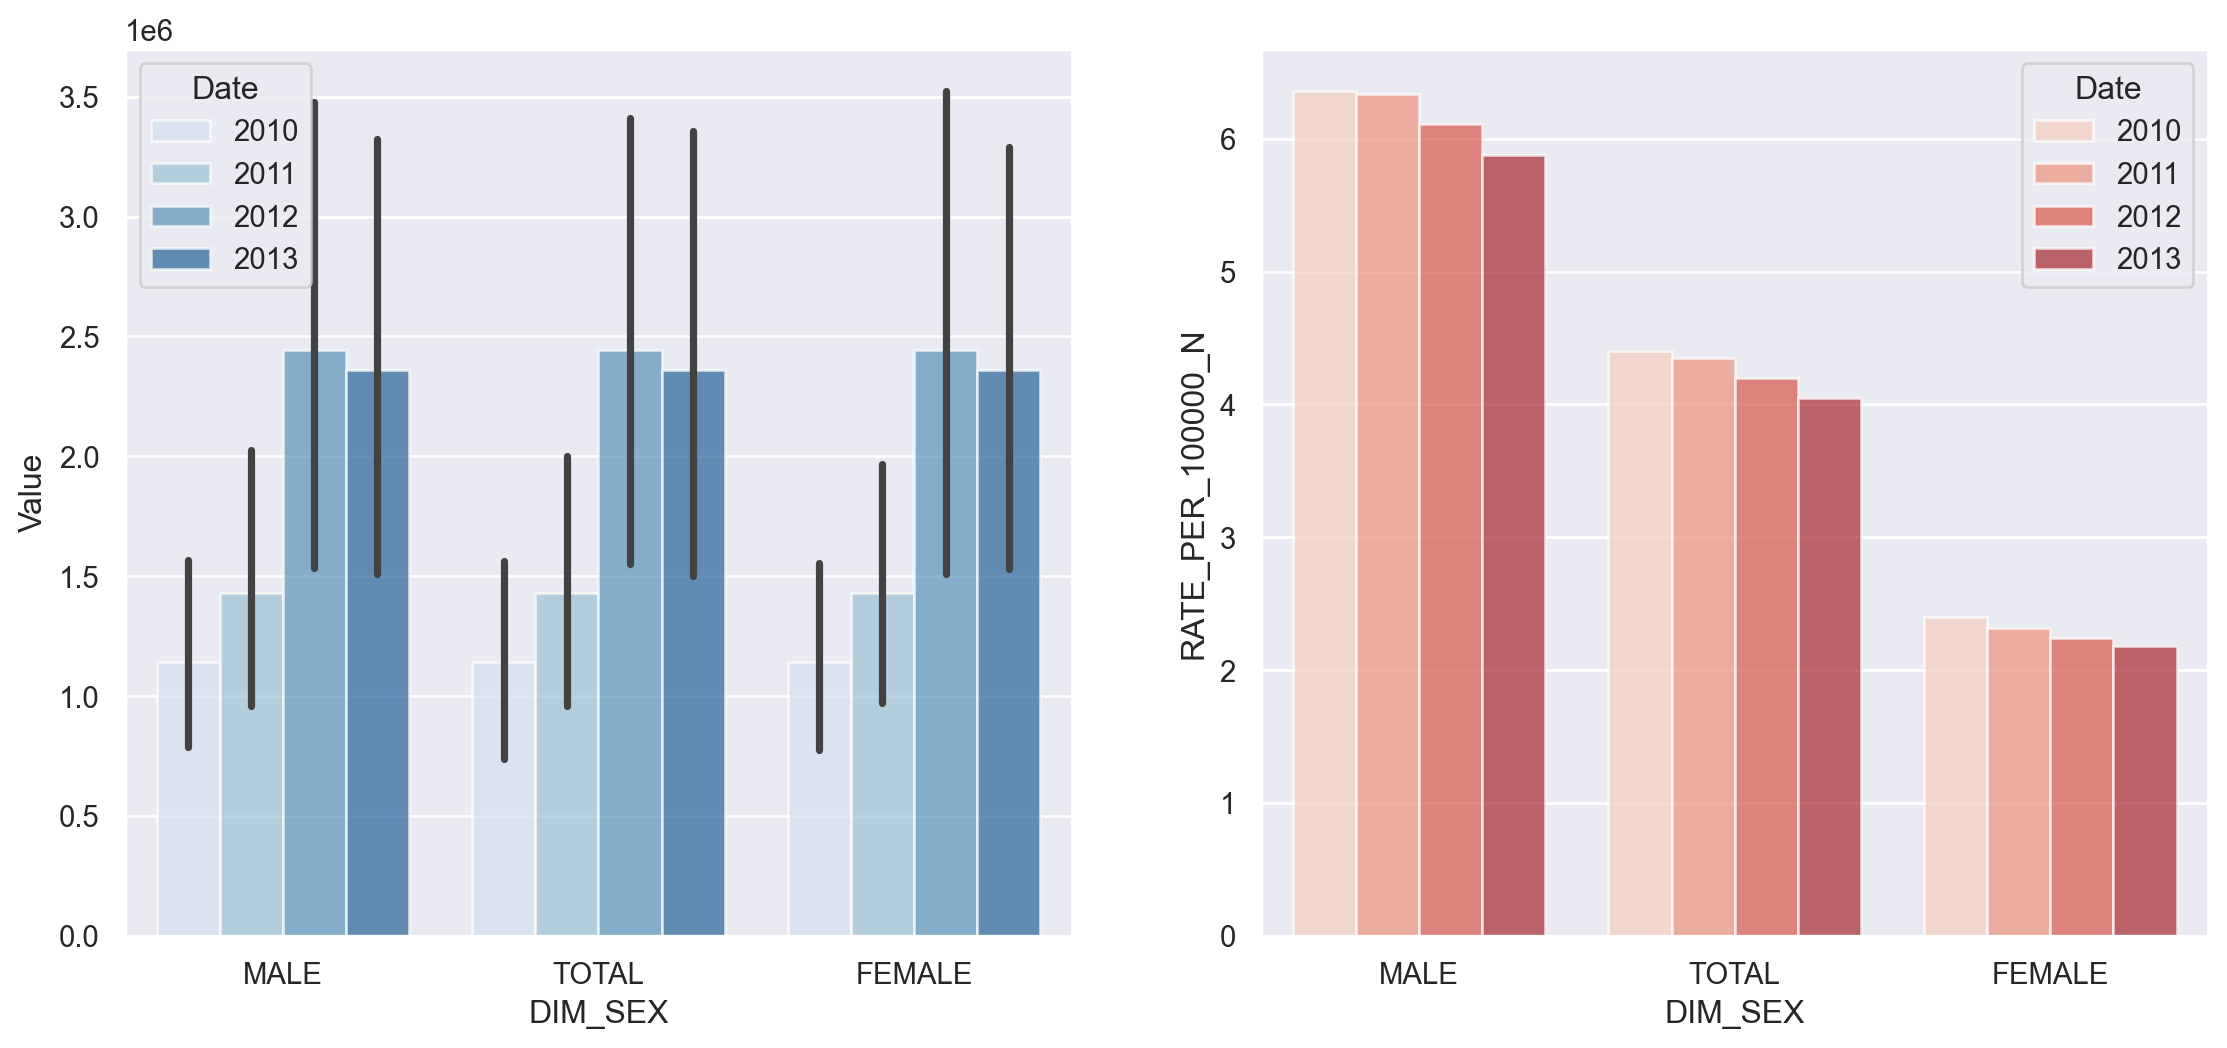 1e6
Date
2010
2011
2012
2013
3.5
3.0
2.5
2.0
1.5
1.0
0.5
0.0
Value
MALE TOTAL FEMALE
DIM_SEX
Date
2010
2011
2012
2013
6
5
4
3
2
1
0
RATE_PER_100000_N
MALE TOTAL FEMALE
DIM_SEX